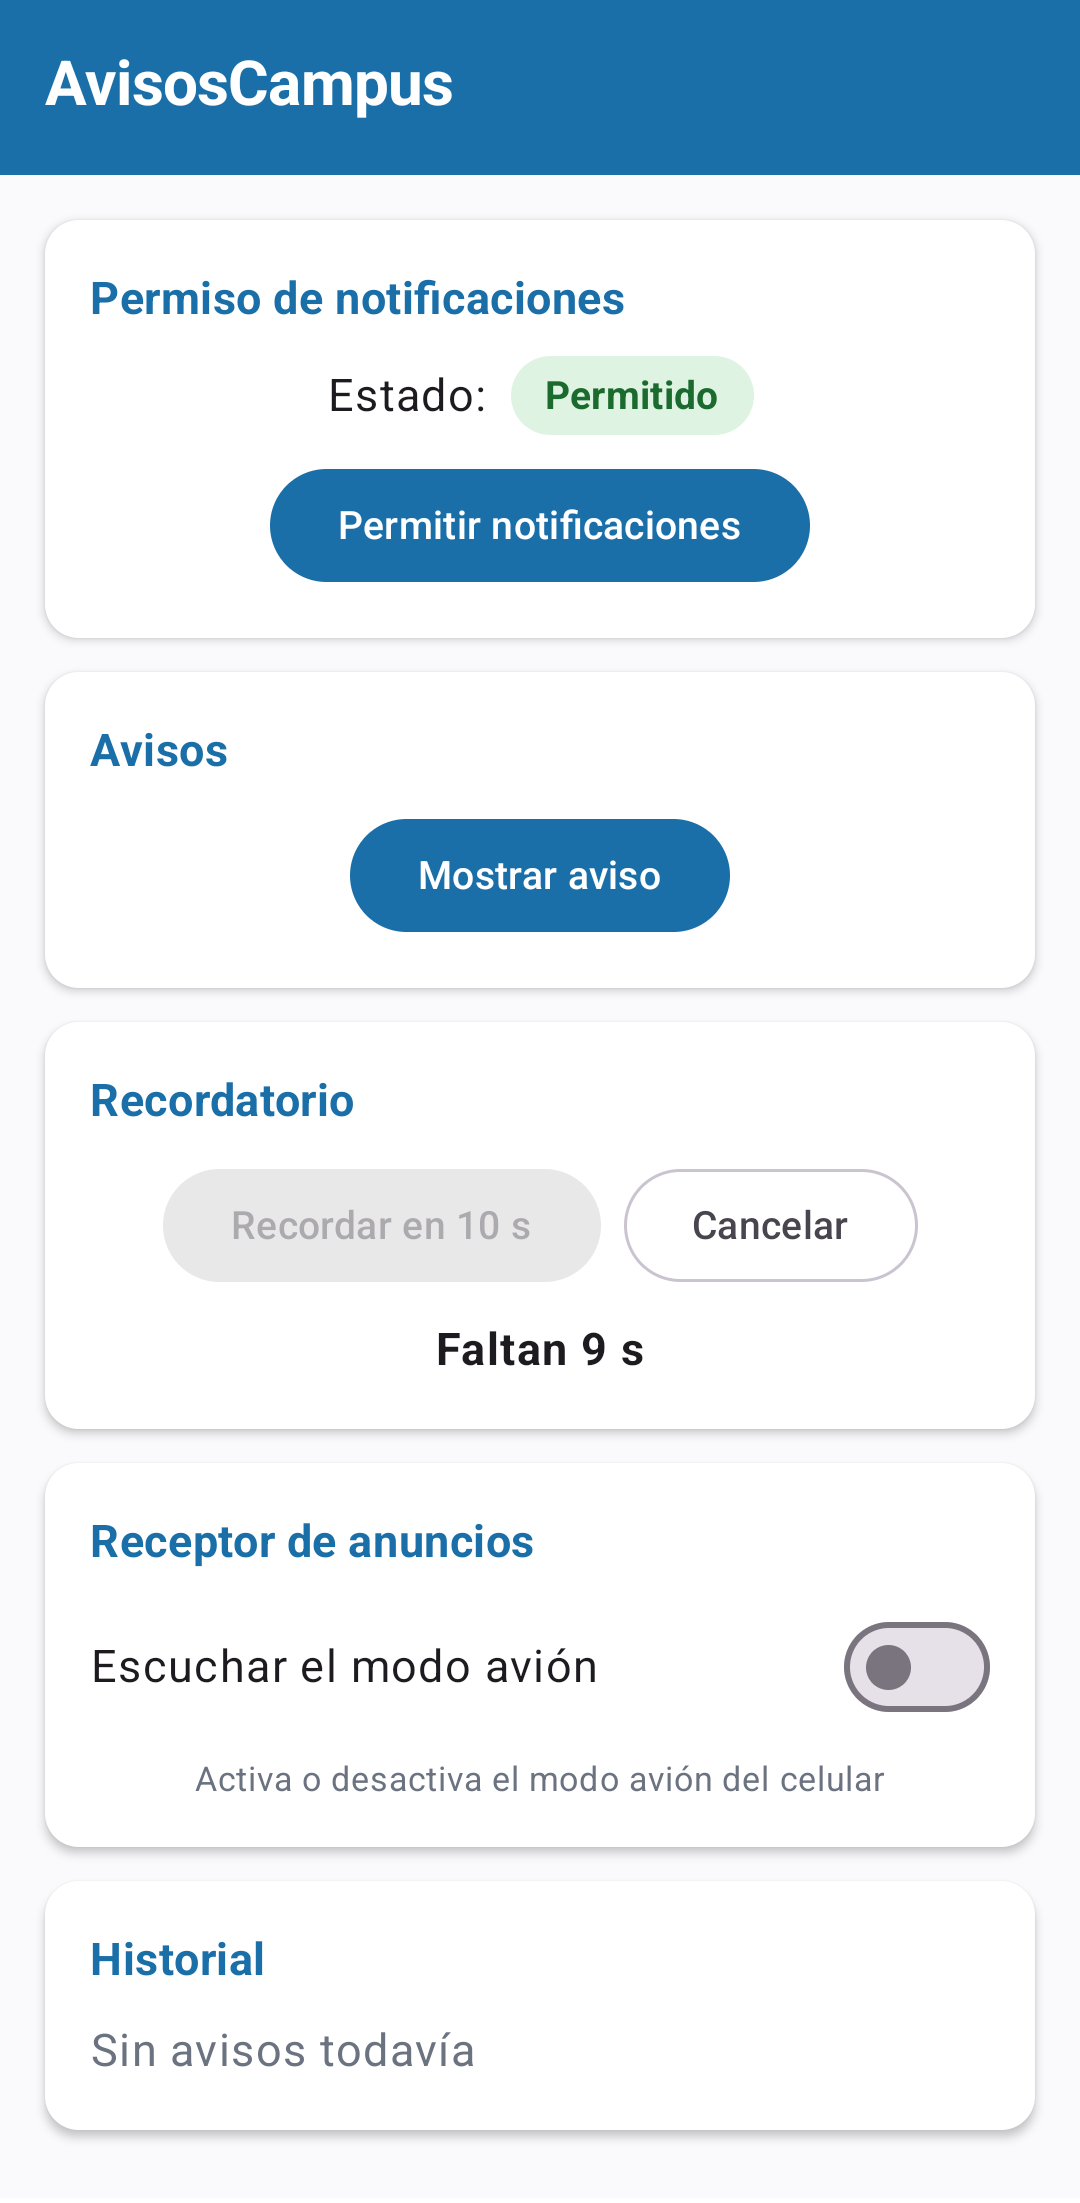 AvisosCampus
Permiso de notificaciones
Estado: Permitido
Permitir notificaciones
Avisos
Mostrar aviso
Recordatorio
Recordar en 10 s Cancelar
Faltan 9 s
Receptor de anuncios
Escuchar el modo avión
Activa o desactiva el modo avión del celular
Historial
Sin avisos todavía